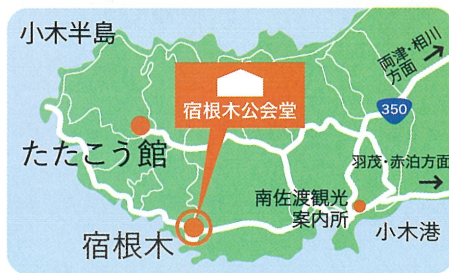 小木半島
両津・相川
方面
宿根木公会堂
350
たたこう館
羽茂・赤泊方面
南佐渡観光
案内所
小木港
宿根木